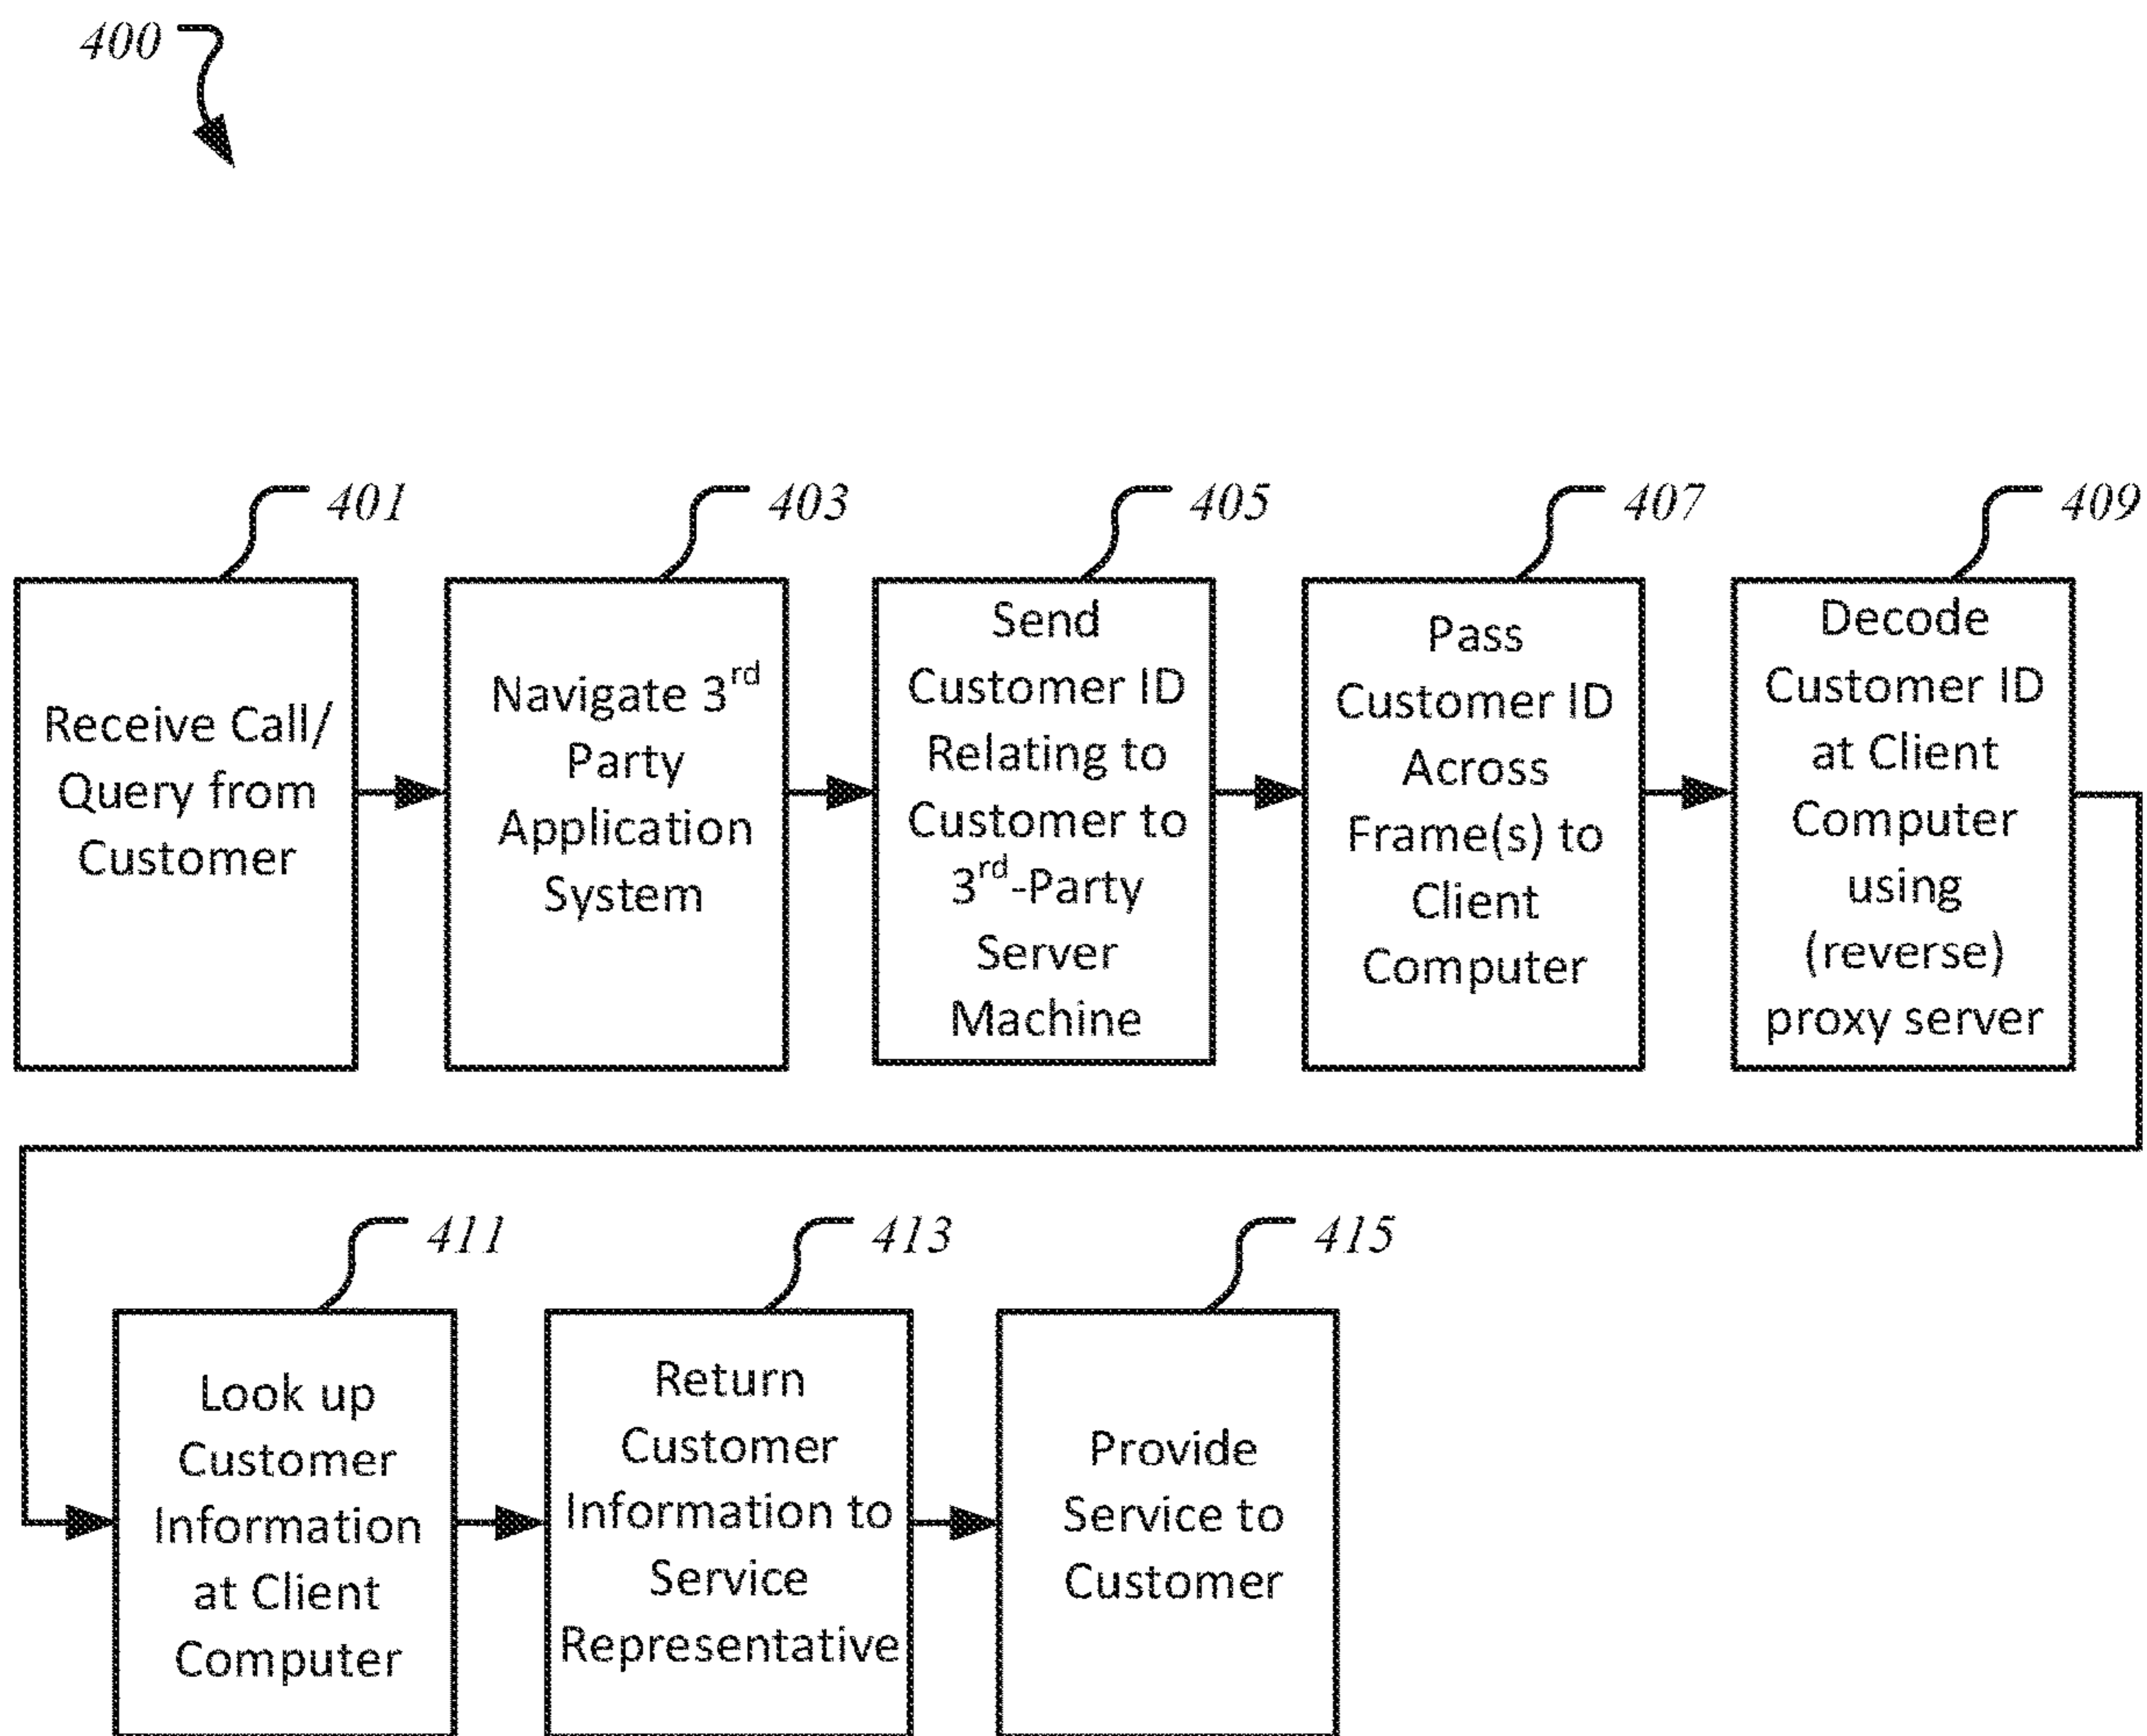 400
401
Receive Call/
Query from
Customer
403
Navigate 3rd
Party
Application
System
405
Send
Customer ID
Relating to
Customer to
3rd-Party
Server
Machine
407
Pass
Customer ID
Across
Frame(s) to
Client
Computer
409
Decode
Customer ID
at Client
Computer
using
(reverse)
proxy server
411
Look up
Customer
Information
at Client
Computer
413
Return
Customer
Information to
Service
Representative
415
Provide
Service to
Customer